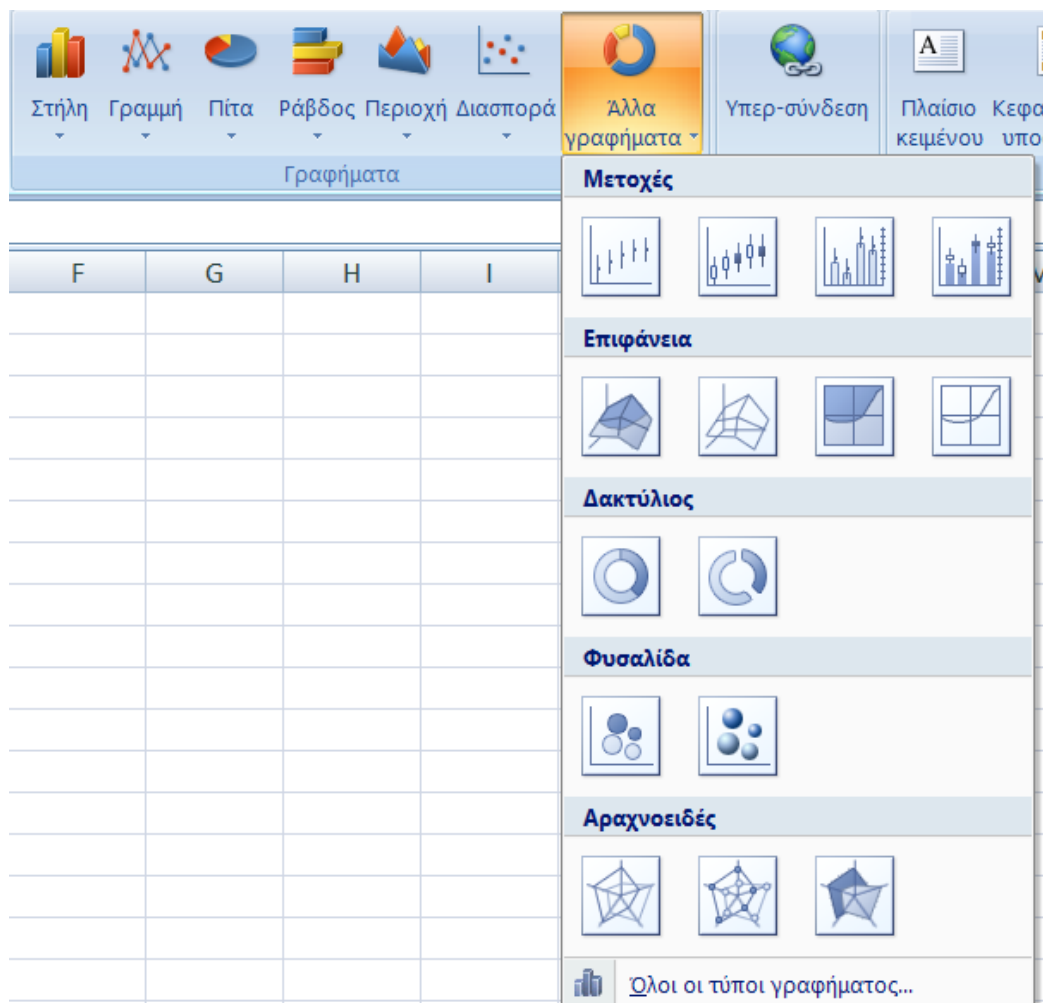 Στήλη Γραμμή Πίτα Ράβδος Περιοχή Διασπορά Άλλα γραφήματα Υπερ-σύνδεση Πλαίσιο κειμένου
Γραφήματα
F G H I
Μετοχές
Επιφάνεια
Δακτύλιος
Φυσαλίδα
Αραχνοειδές
Όλοι οι τύποι γραφήματος...